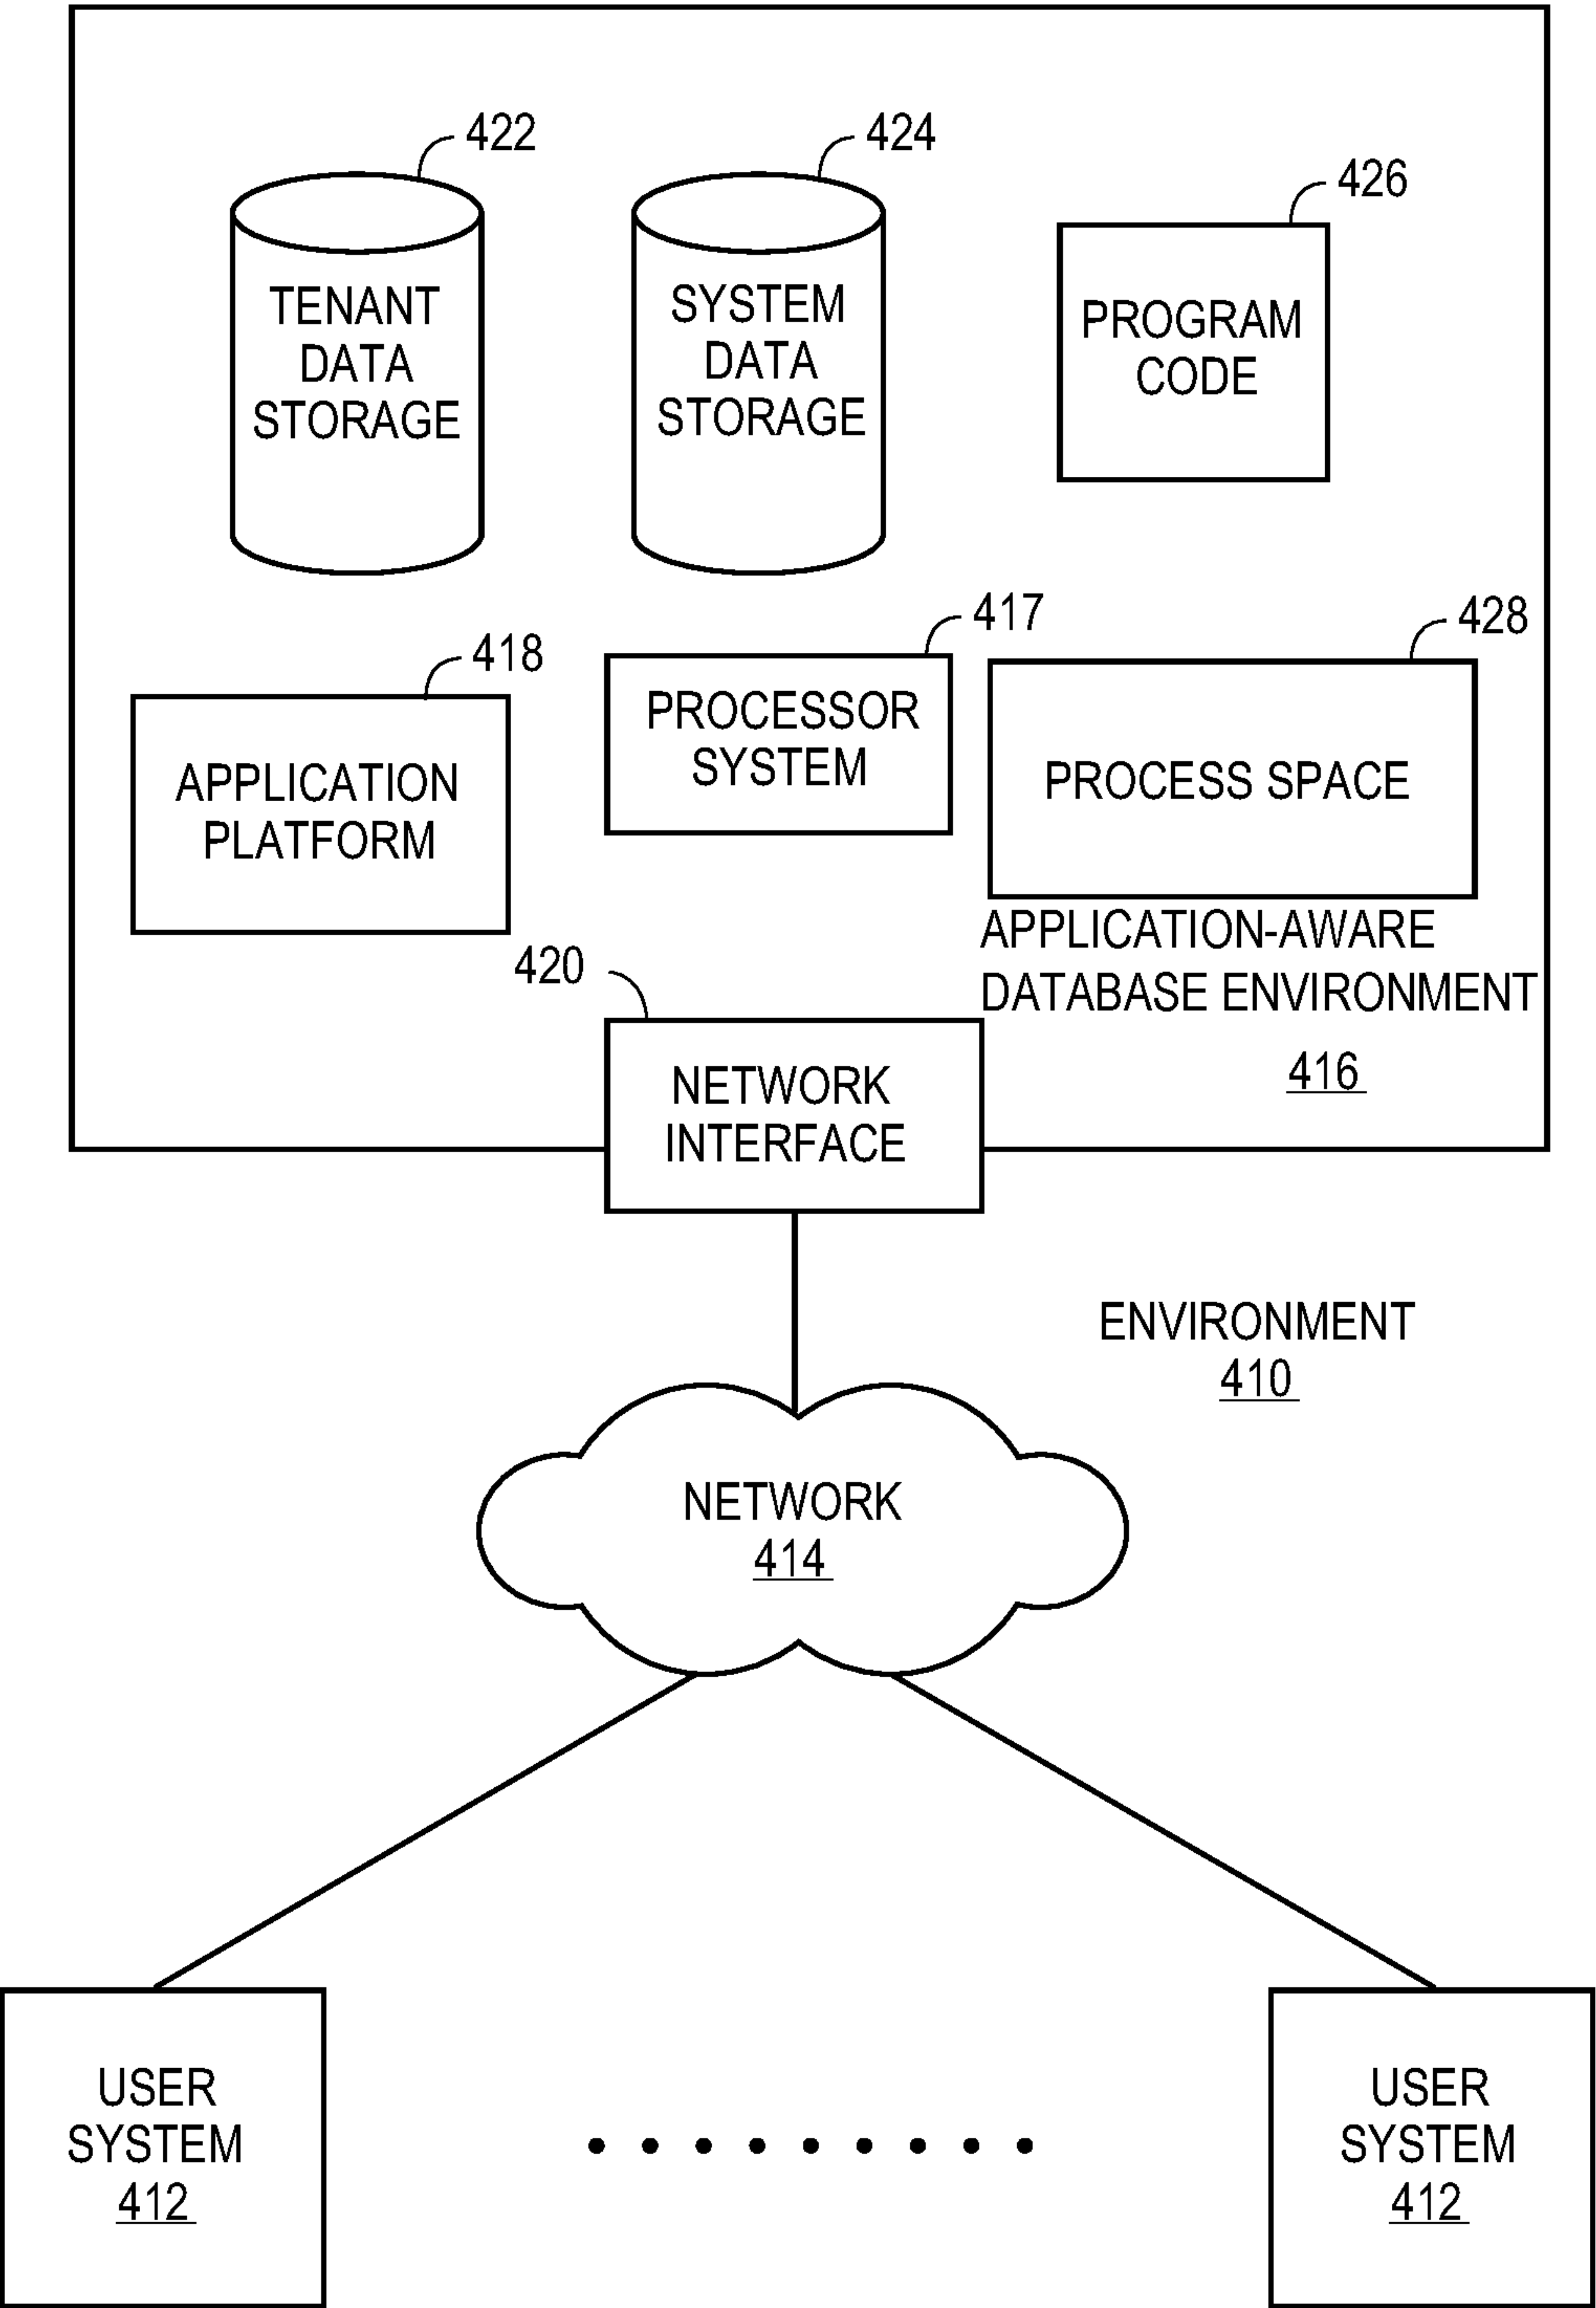 422
424
426
TENANT
DATA
STORAGE
SYSTEM
DATA
STORAGE
PROGRAM
CODE
418
417
428
APPLICATION
PLATFORM
PROCESSOR
SYSTEM
PROCESS SPACE
APPLICATION-AWARE
DATABASE ENVIRONMENT
416
420
NETWORK
INTERFACE
ENVIRONMENT
410
NETWORK
414
USER
SYSTEM
412
USER
SYSTEM
412